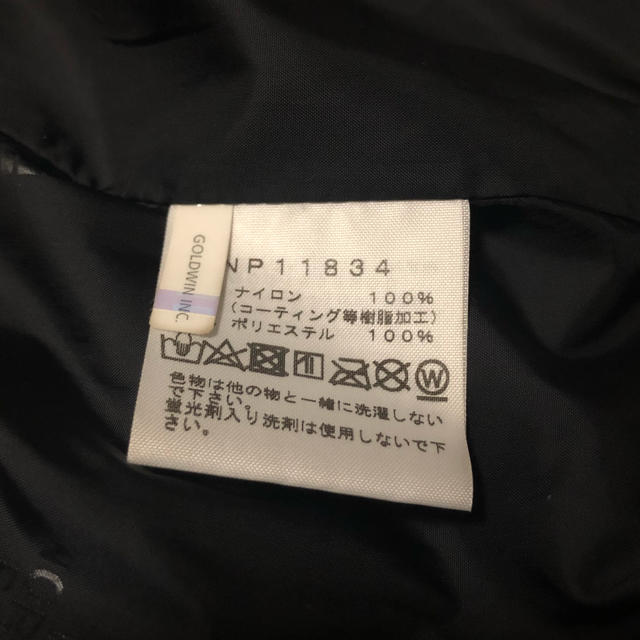 GOLDWIN INC.
NP11834
ナイロン 100%
(コーティング等樹脂加工)
ポリエステル 100%
W
色物は他の物と一緒に洗濯しない
で下さい。
蛍光剤入り洗剤は使用しないで下
さい。